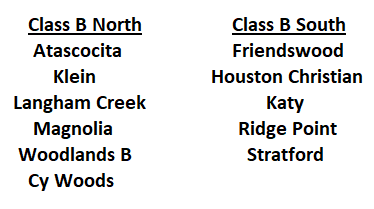 Class B North
Atascocita
Klein
Langham Creek
Magnolia
Woodlands B
Cy Woods
Class B South
Friendswood
Houston Christian
Katy
Ridge Point
Stratford